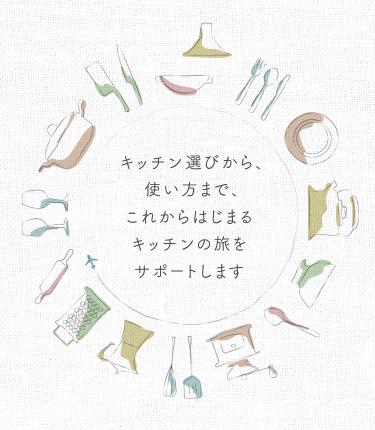 キッチン選びから、
使い方まで、
これからはじまる
キッチンの旅を
サポートします